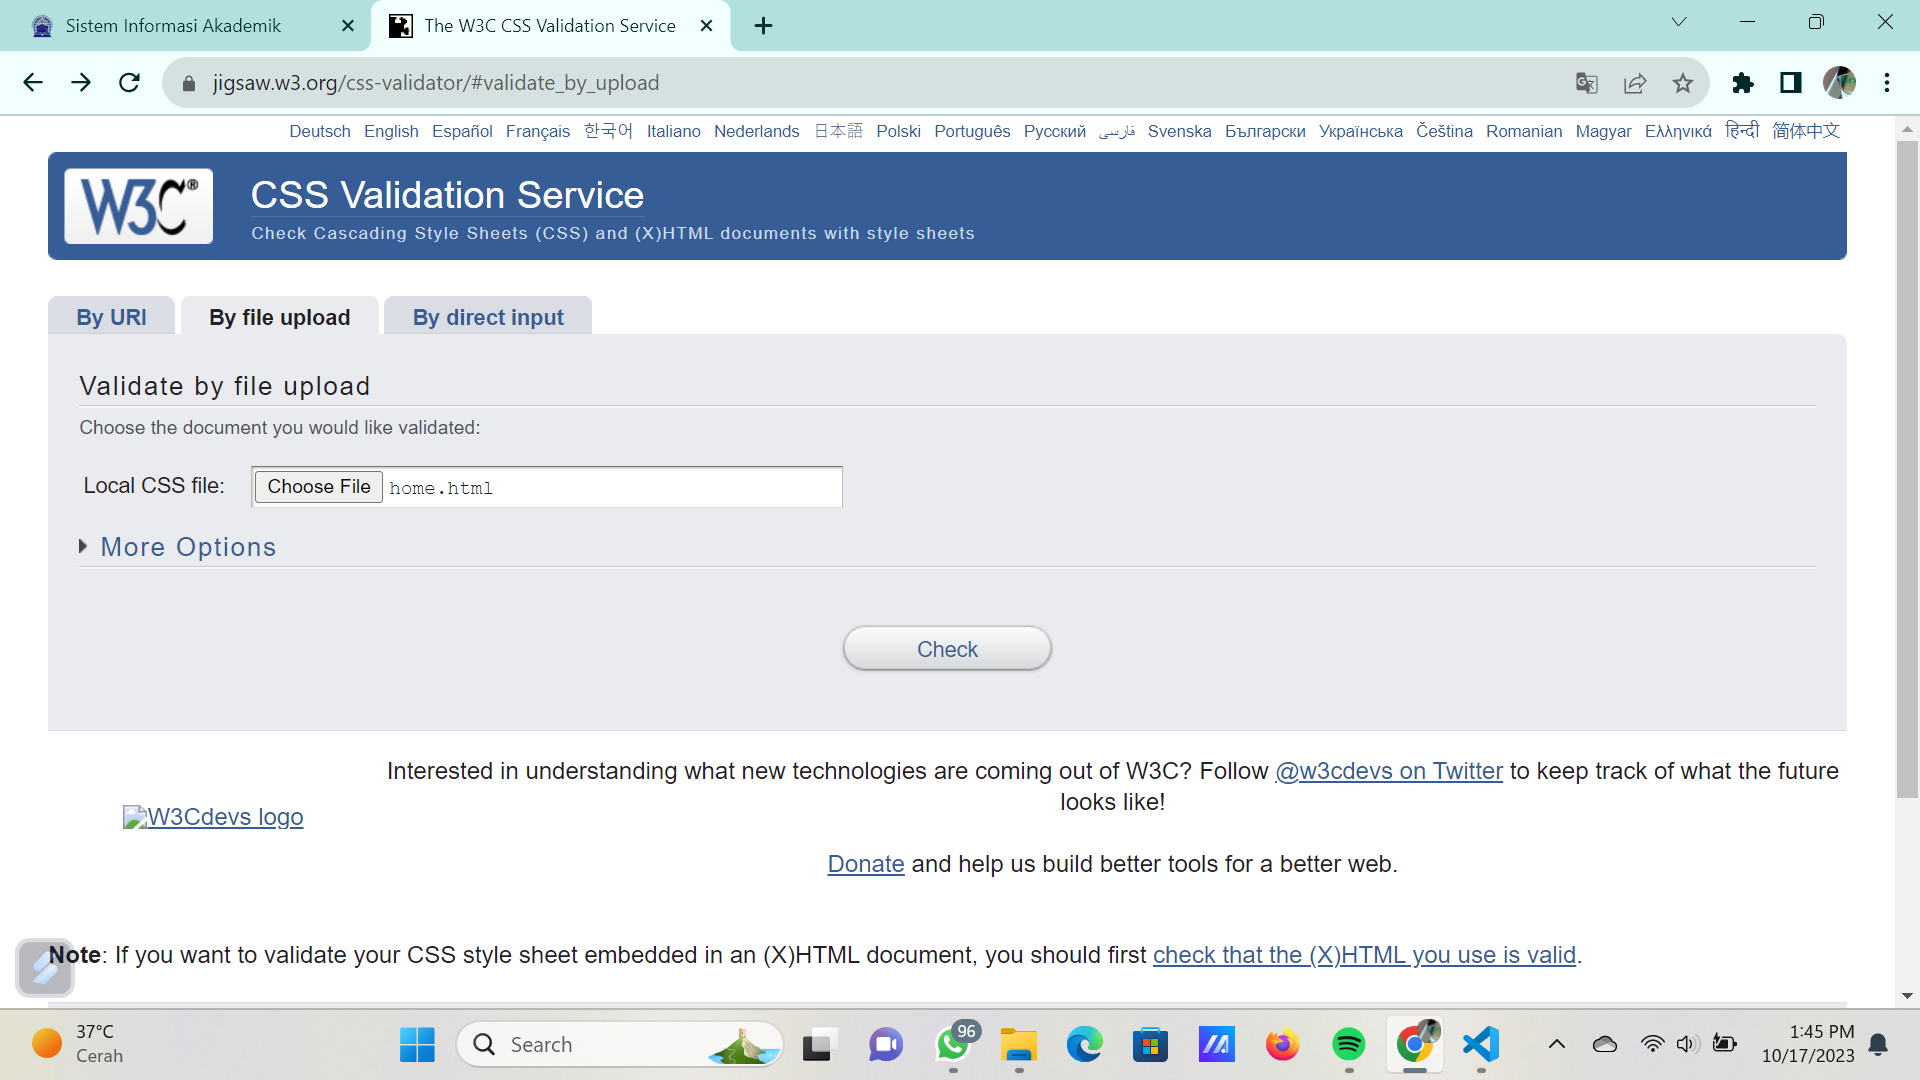 Sistem Informasi Akademik
The W3C CSS Validation Service
jigsaw.w3.org/css-validator/#validate_by_upload
Deutsch English Español Français 한국어 Italiano Nederlands 日本語 Polski Português Русский فارسی Svenska Български Українська Čeština Romanian Magyar Ελληνικά हिन्दी 简体中文
W3C®
CSS Validation Service
Check Cascading Style Sheets (CSS) and (X)HTML documents with style sheets
By URI
By file upload
By direct input
Validate by file upload
Choose the document you would like validated:
Local CSS file: Choose File home.html
More Options
Check
Interested in understanding what new technologies are coming out of W3C? Follow @w3cdevs on Twitter to keep track of what the future
looks like!
W3Cdevs logo
Donate and help us build better tools for a better web.
Note: If you want to validate your CSS style sheet embedded in an (X)HTML document, you should first check that the (X)HTML you use is valid.
37°C
Cerah
Search
96
1:45 PM
10/17/2023